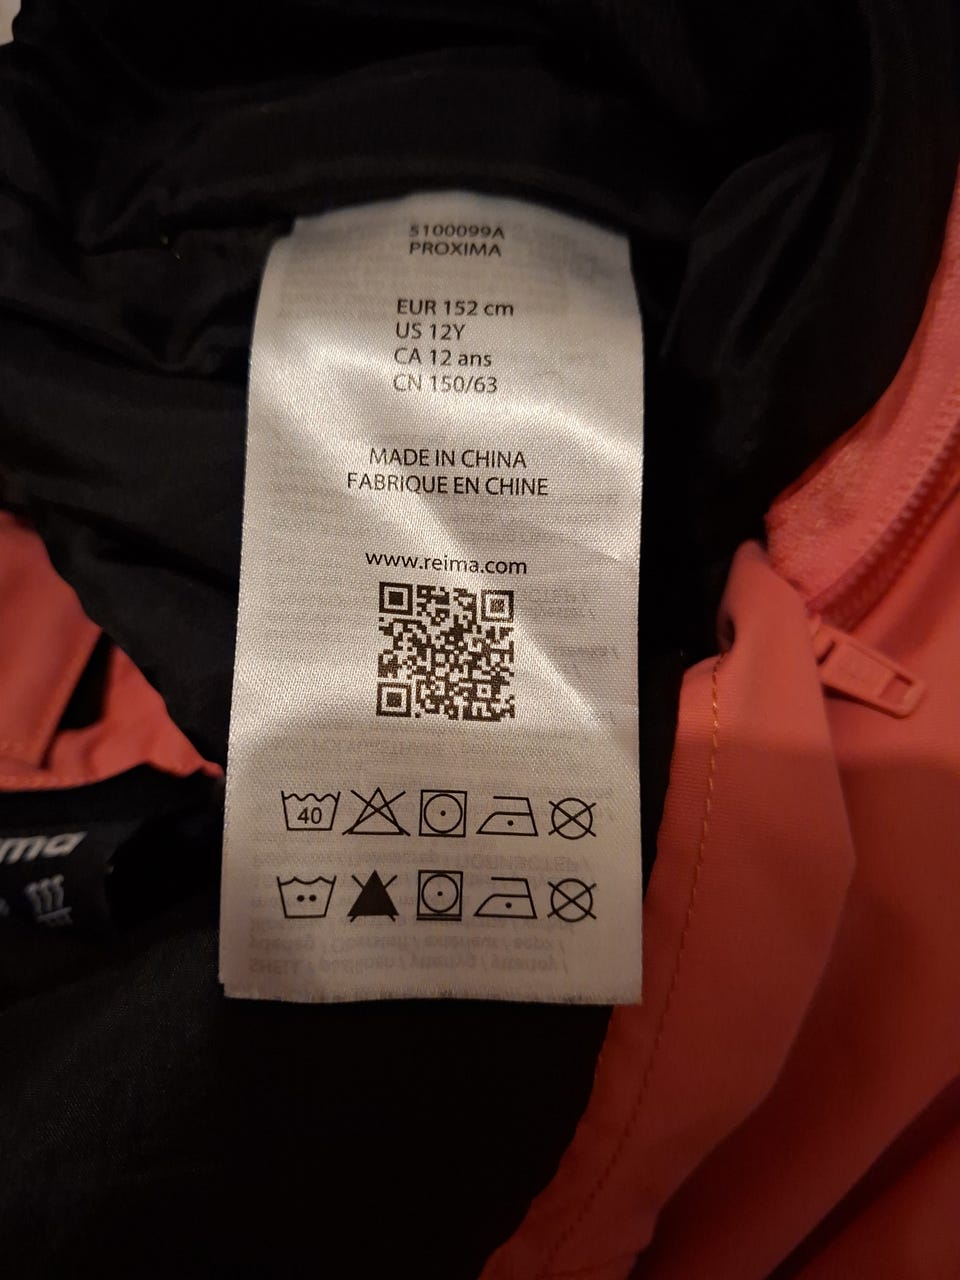 5100099A
PROXIMA
EUR 152 cm
US 12Y
CA 12 ans
CN 150/63
MADE IN CHINA
FABRIQUE EN CHINE
www.reima.com
40